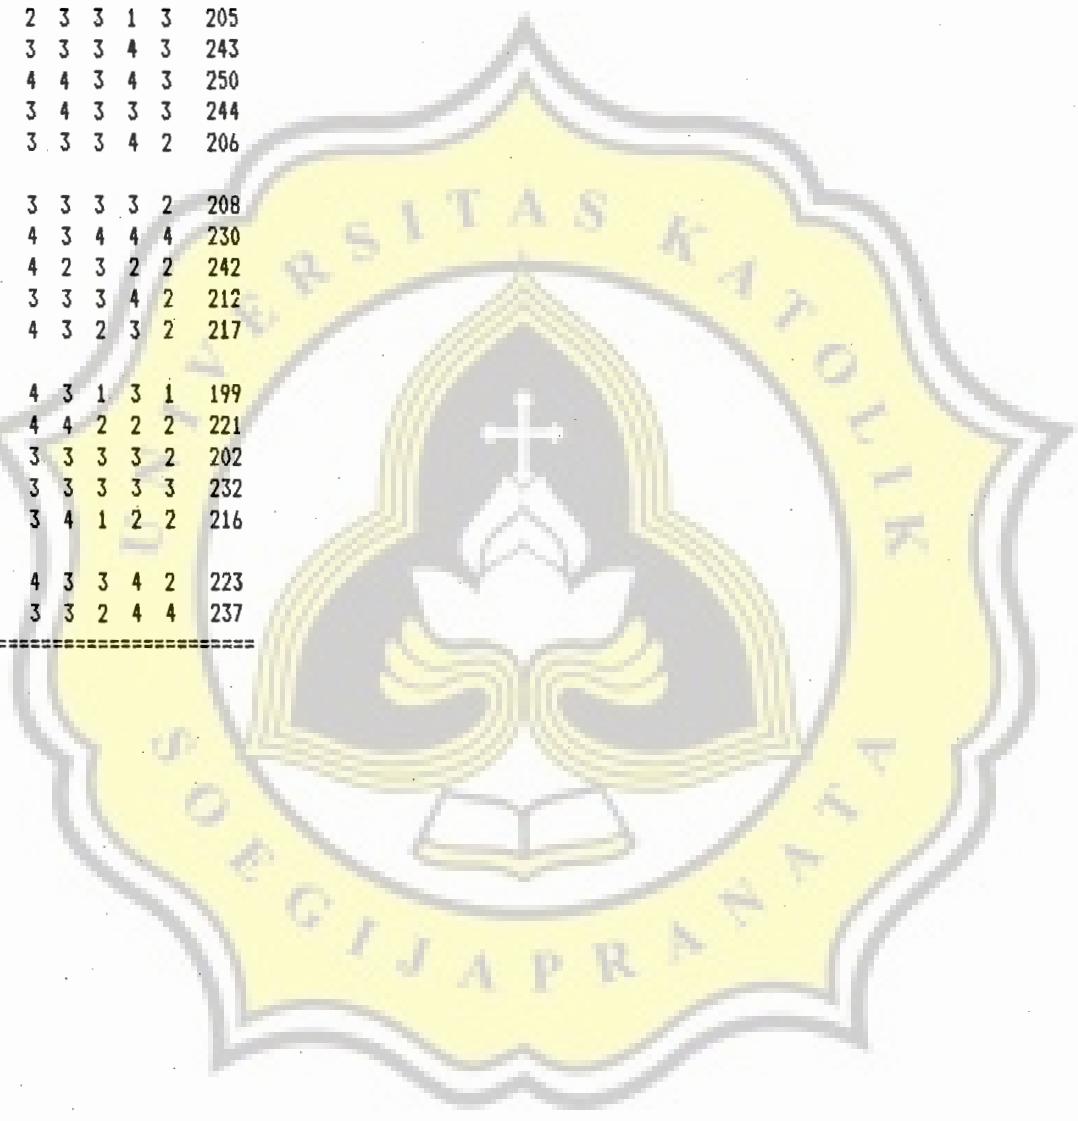 2 3 3 1 3 205
3 3 3 4 3 243
4 4 3 4 3 250
3 4 3 3 3 244
3 3 3 4 2 206
3 3 3 3 2 208
4 3 4 4 4 230
4 2 3 2 2 242
3 3 3 4 2 212
4 3 2 3 2 217
4 3 1 3 1 199
4 4 2 2 2 221
3 3 3 3 2 202
3 3 3 3 3 232
3 4 1 2 2 216
4 3 3 4 2 223
3 3 2 4 4 237
=======================
UNIVERSITAS KATOLIK
SOEGIJAPRANATA